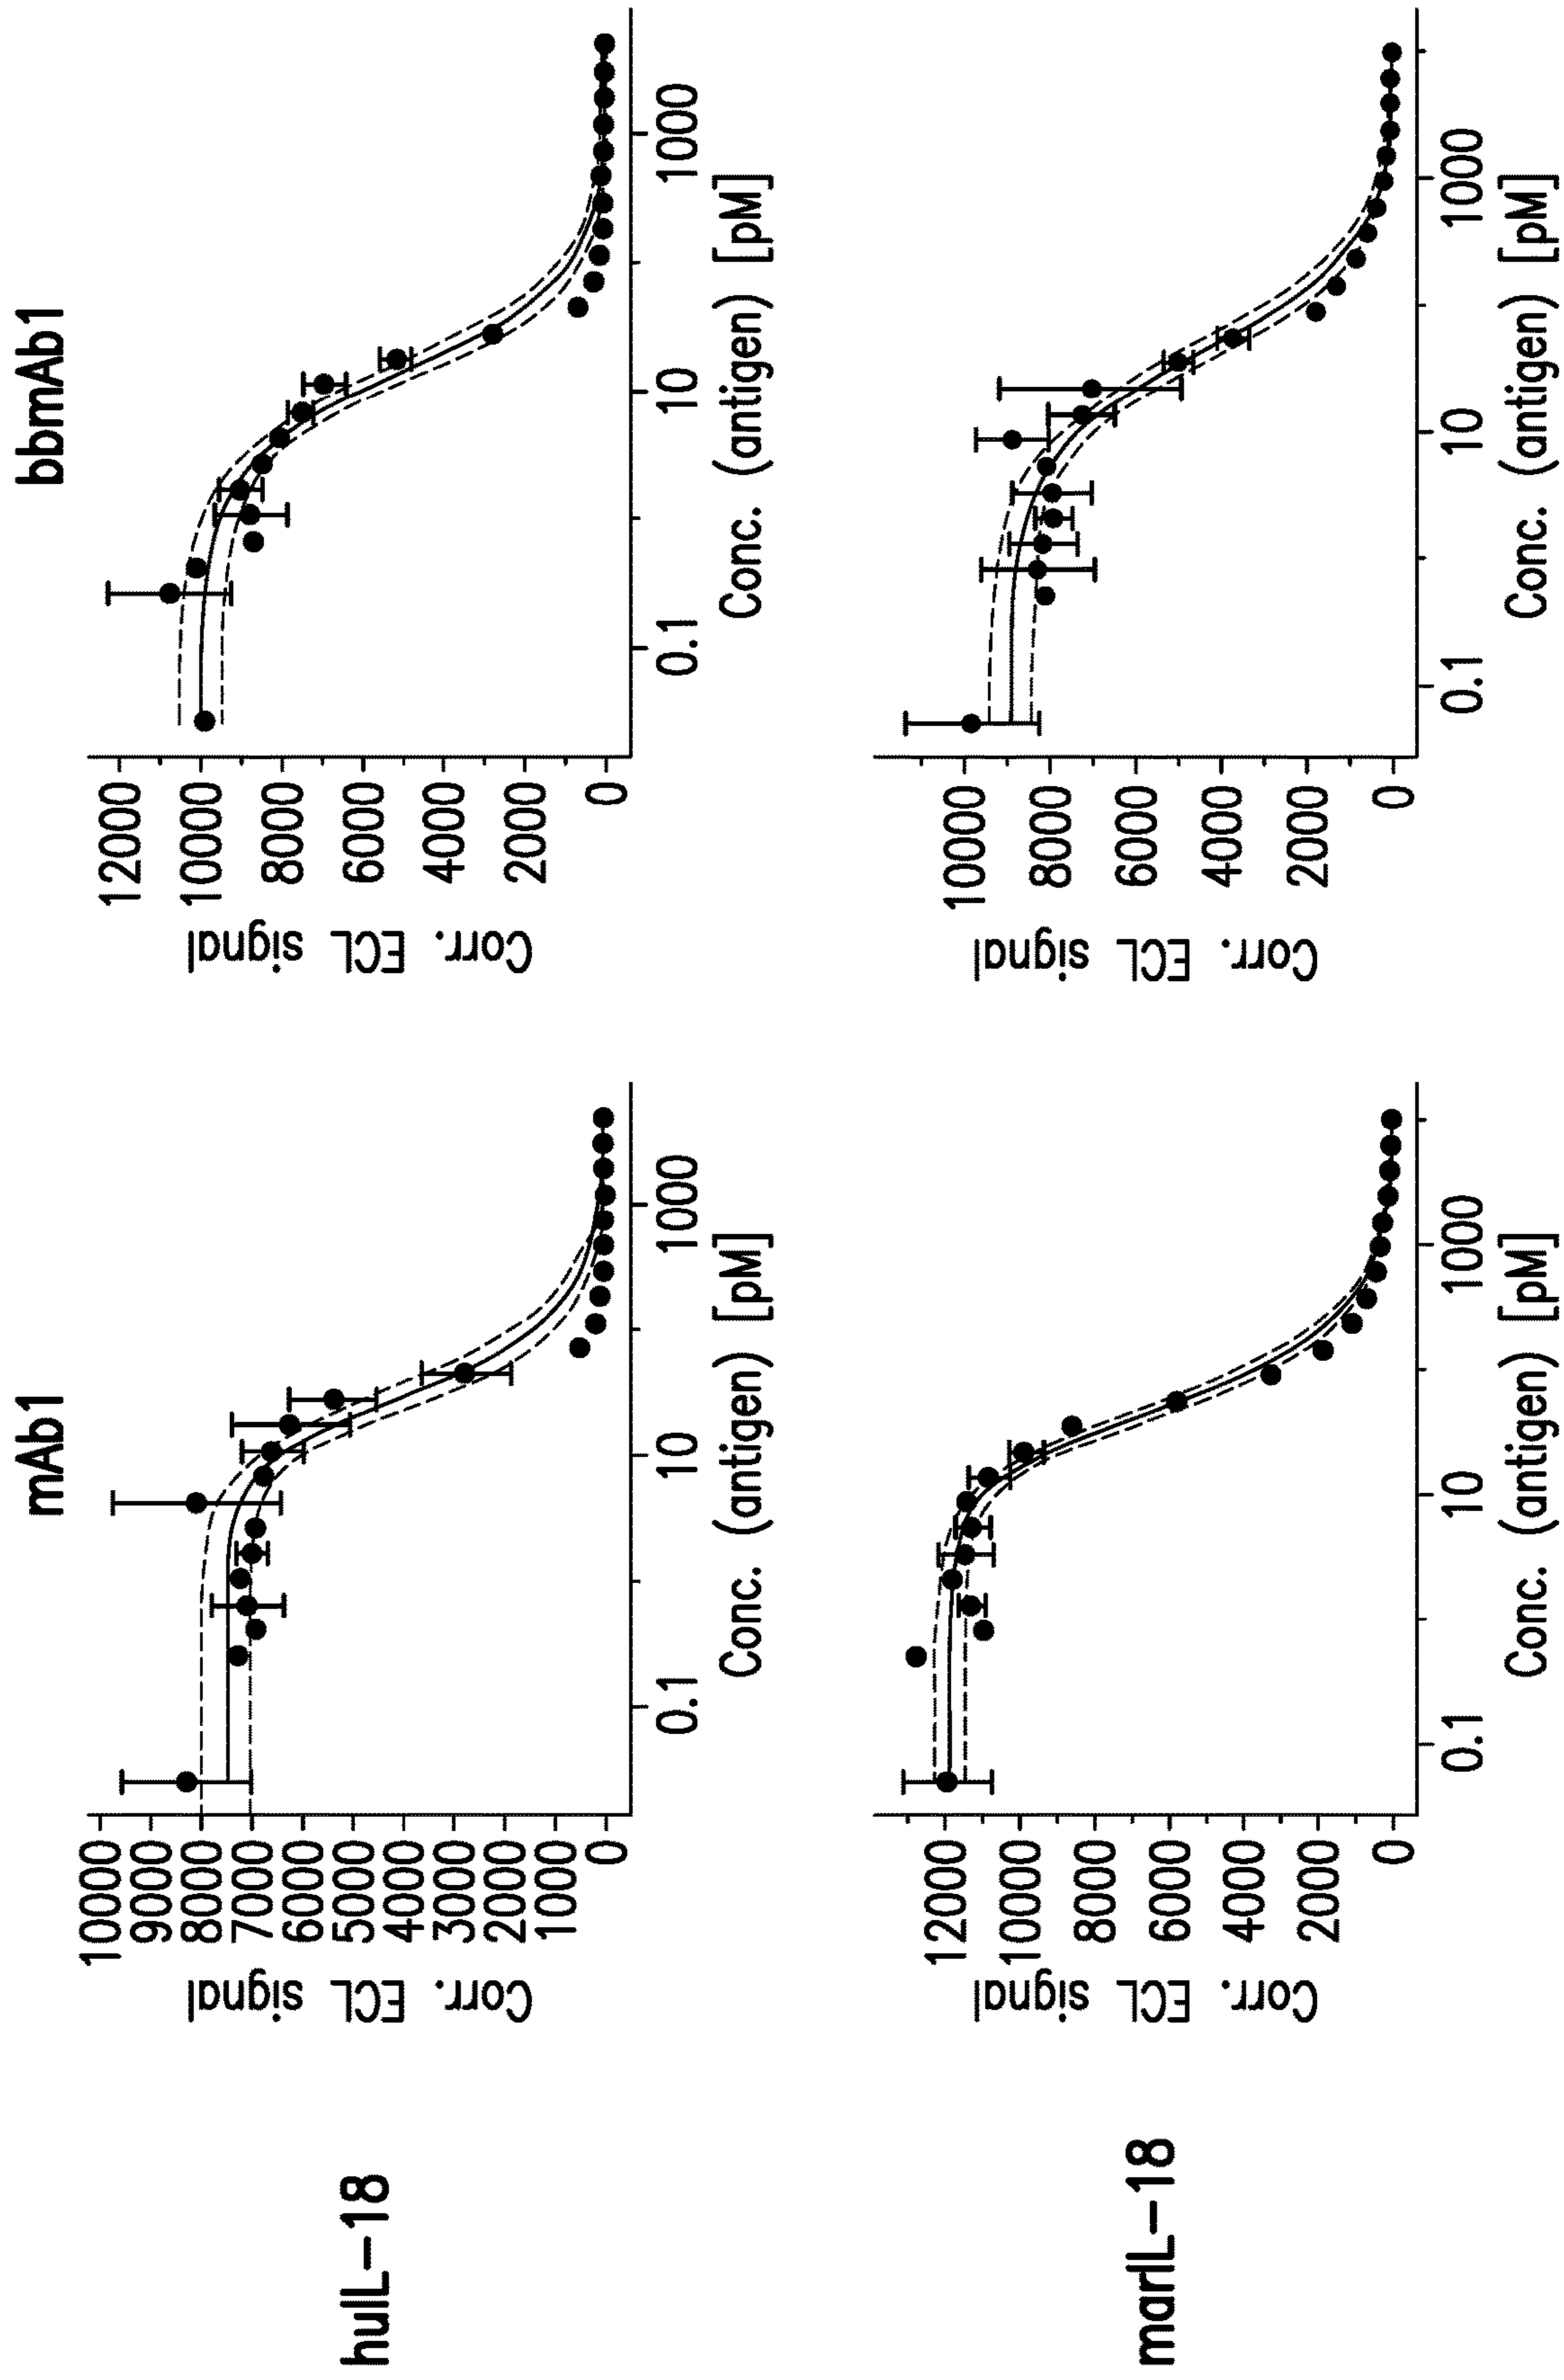 mAb1
bbmAb1
huIL-18
Corr. ECL
signal
10000
9000
8000
7000
6000
5000
4000
3000
2000
1000
0
0.1
10
1000
Conc. (antigen) [pM]
Corr. ECL
signal
12000
10000
8000
6000
4000
2000
0
0.1
10
1000
Conc. (antigen) [pM]
marIL-18
Corr. ECL
signal
12000
10000
8000
6000
4000
2000
0
0.1
10
1000
Conc. (antigen) [pM]
Corr. ECL
signal
10000
8000
6000
4000
2000
0
0.1
10
1000
Conc. (antigen) [pM]